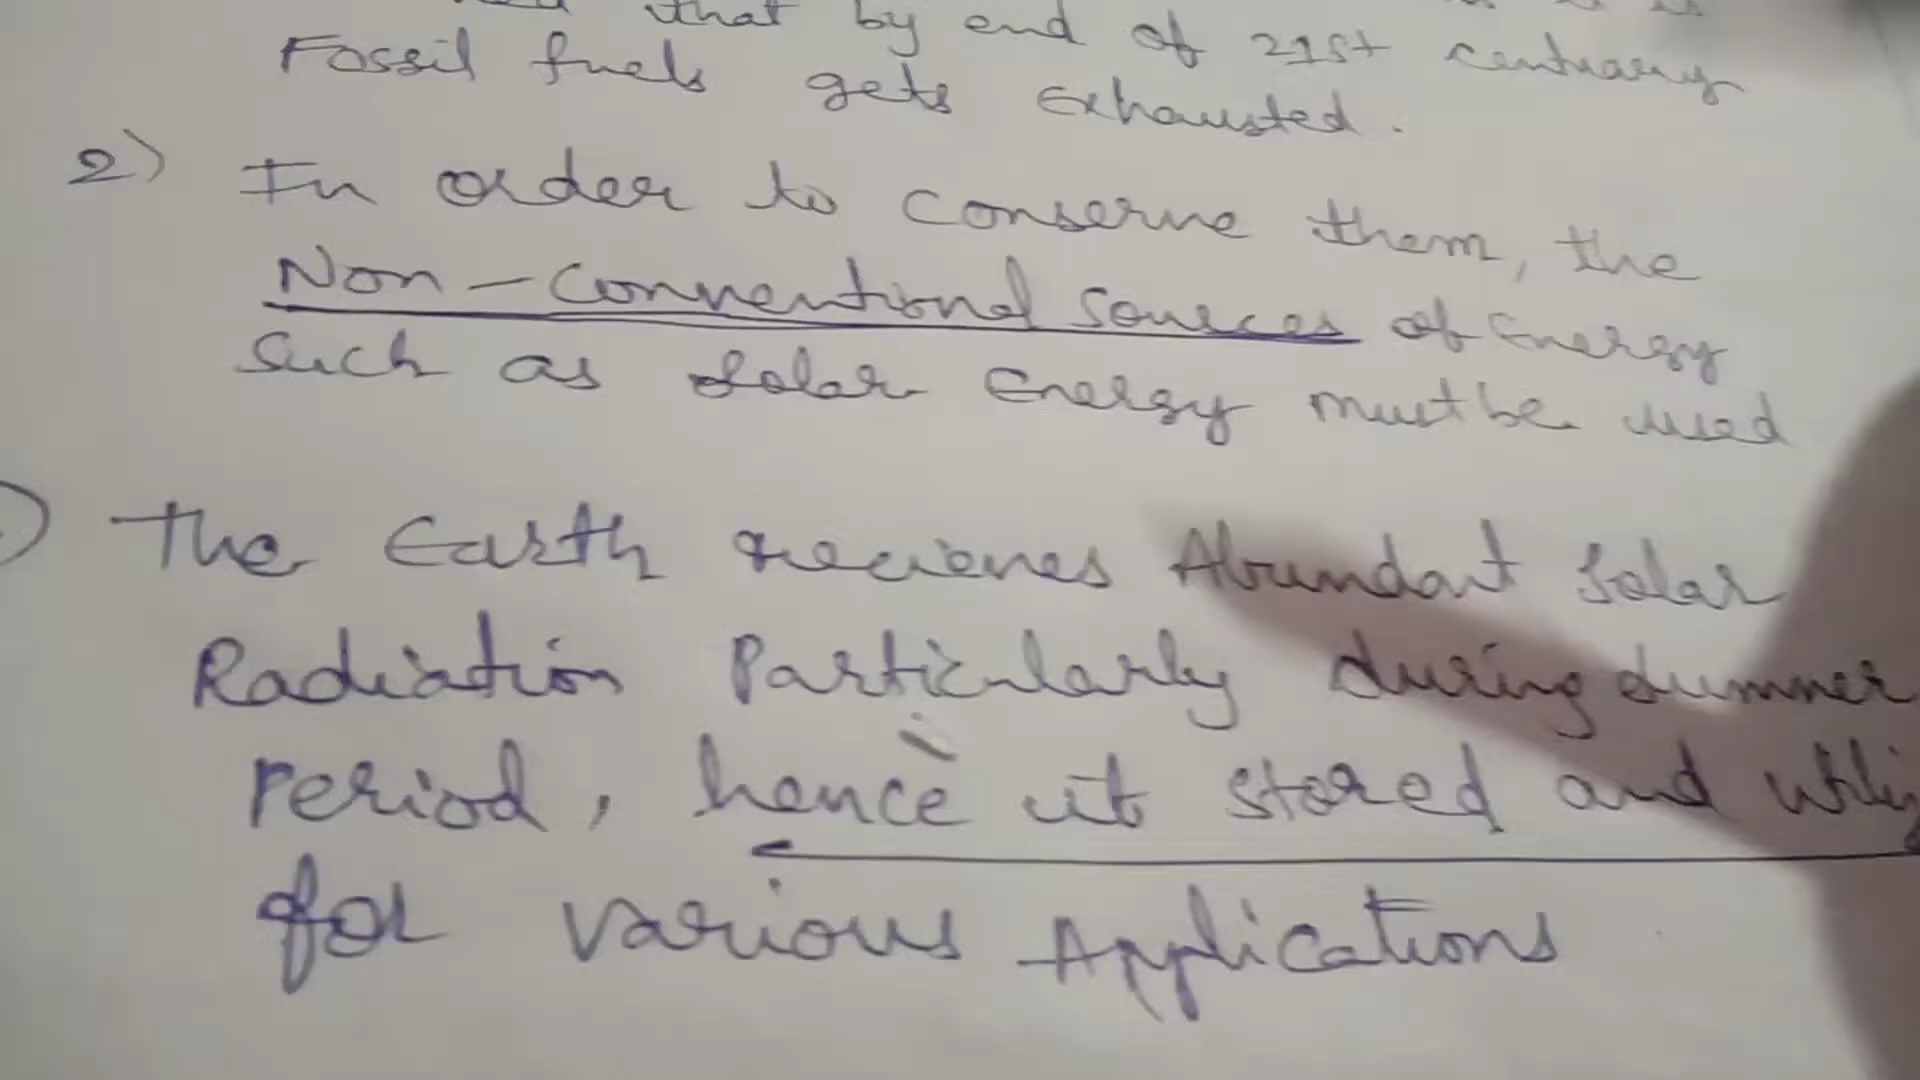 that by end of 21st centuary
Fossil fuels gets Exhausted.
2) In order to conserve them, the
Non-Conventional Sources of Energy
Such as Solar Energy must be used
) The Earth recieves Abundant Solar
Radiation Particularly during Summer
Period, hence it stored and
for various Applications